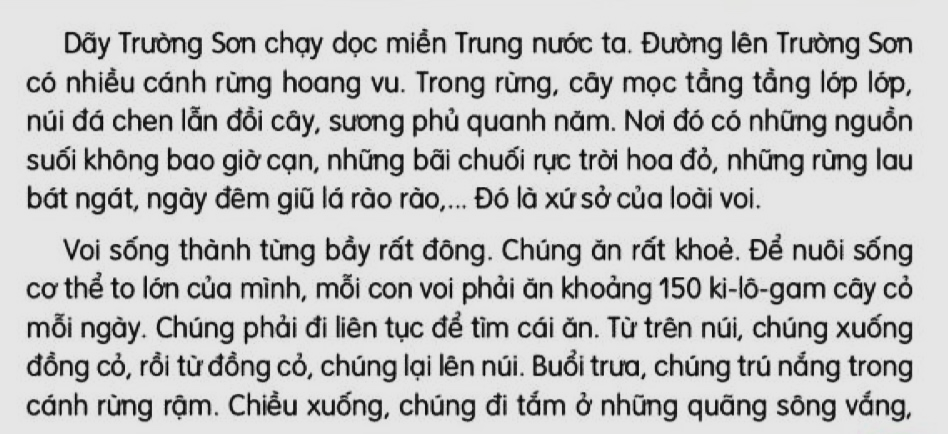 Dãy Trường Sơn chạy dọc miền Trung nước ta. Đường lên Trường Sơn
có nhiều cánh rừng hoang vu. Trong rừng, cây mọc tầng tầng lớp lớp,
núi đá chen lẫn đồi cây, sương phủ quanh năm. Nơi đó có những nguồn
suối không bao giờ cạn, những bãi chuối rực trời hoa đỏ, những rừng lau
bát ngát, ngày đêm giũ lá rào rào,... Đó là xứ sở của loài voi.
Voi sống thành từng bầy rất đông. Chúng ăn rất khoẻ. Để nuôi sống
cơ thể to lớn của mình, mỗi con voi phải ăn khoảng 150 ki-lô-gam cây cỏ
mỗi ngày. Chúng phải đi liên tục để tìm cái ăn. Từ trên núi, chúng xuống
đồng cỏ, rồi từ đồng cỏ, chúng lại lên núi. Buổi trưa, chúng trú nắng trong
cánh rừng rậm. Chiều xuống, chúng đi tắm ở những quãng sông vắng,